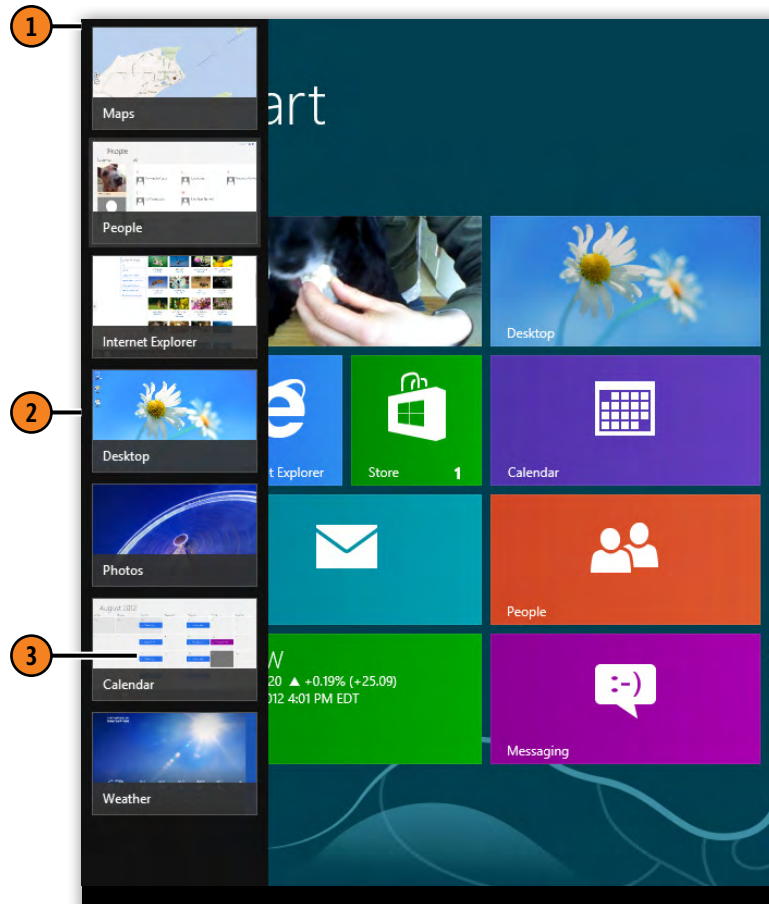 1
Maps
art
People
People
Internet Explorer
Desktop
2
Desktop
t Explorer
Store
1
Calendar
Photos
People
August 2012
3
Calendar
W
20 ▲ +0.19% (+25.09)
012 4:01 PM EDT
:-)
Messaging
Weather